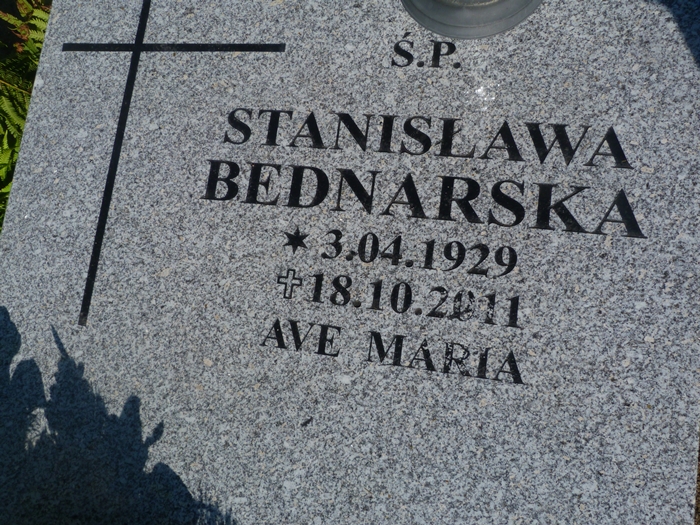 Ś.P.
STANISŁAWA
BEDNARSKA
★ 3.04.1929
✝ 18.10.2011
AVE MARIA